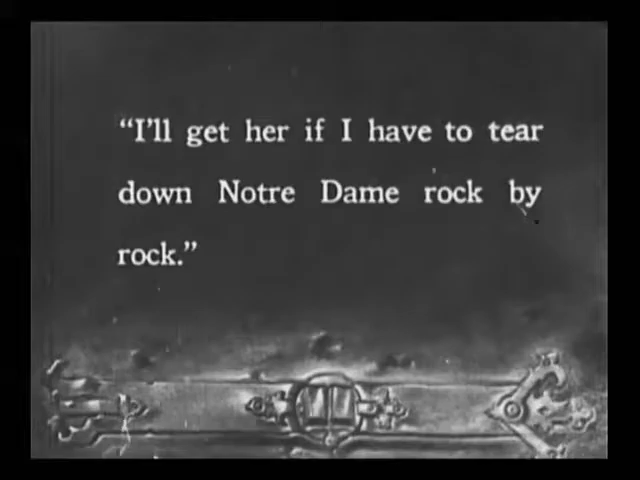 “I’ll get her if I have to tear
down Notre Dame rock by
rock.”